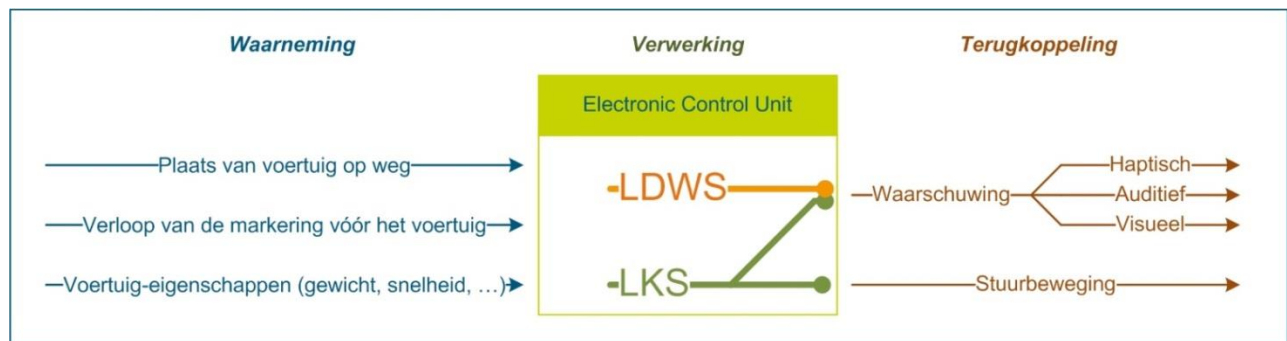 Waarneming
Verwerking
Terugkoppeling
Electronic Control Unit
Plaats van voertuig op weg
Verloop van de markering vóór het voertuig
Voertuig-eigenschappen (gewicht, snelheid, …)
LDWS
LKS
Waarschuwing
Haptisch
Auditief
Visueel
Stuurbeweging